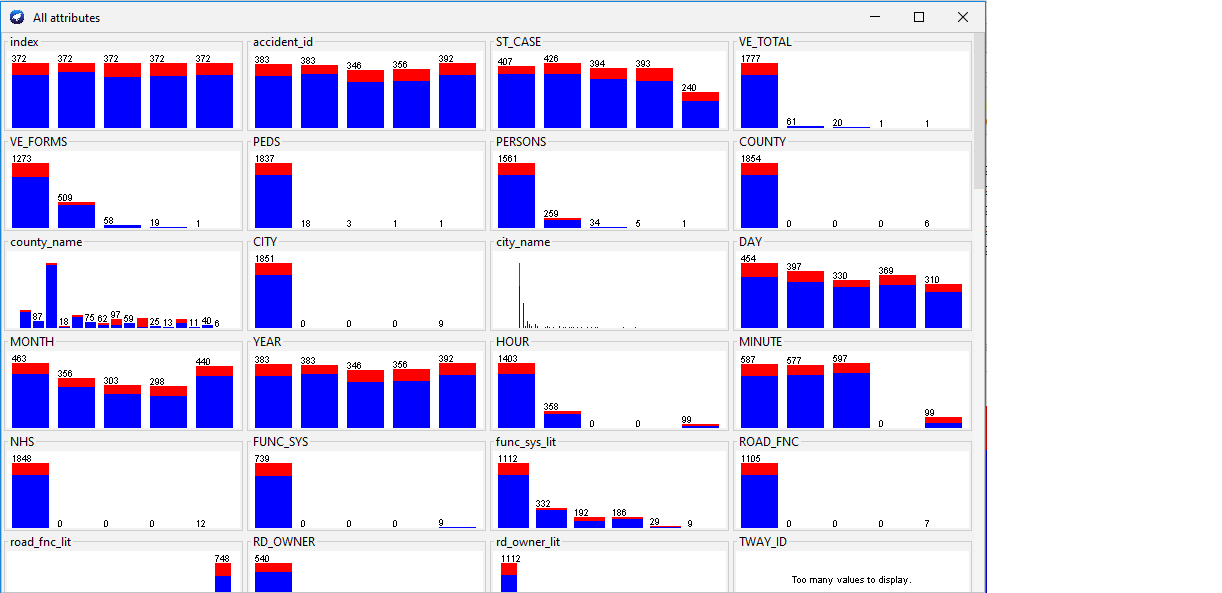 All attributes
index accident_id ST_CASE VE_TOTAL
372 372 372 372 372 383 383 346 356 392 407 426 394 393 240 1777 61 20 1 1
VE_FORMS PEDS PERSONS COUNTY
1273 509 58 19 1 1837 18 3 1 1 1561 259 34 5 1 1854 0 0 0 6
county_name CITY city_name DAY
87 18 75 62 97 59 25 13 11 40 6 1851 0 0 0 9 454 397 330 369 310
MONTH YEAR HOUR MINUTE
463 356 303 298 440 383 383 346 356 392 1403 358 0 0 99 587 577 597 0 99
NHS FUNC_SYS func_sys_lit ROAD_FNC
1848 0 0 0 12 739 0 0 0 9 1112 332 192 186 29 9 1105 0 0 0 7
road_fnc_lit RD_OWNER rd_owner_lit TWAY_ID
748 540 1112 Too many values to display.